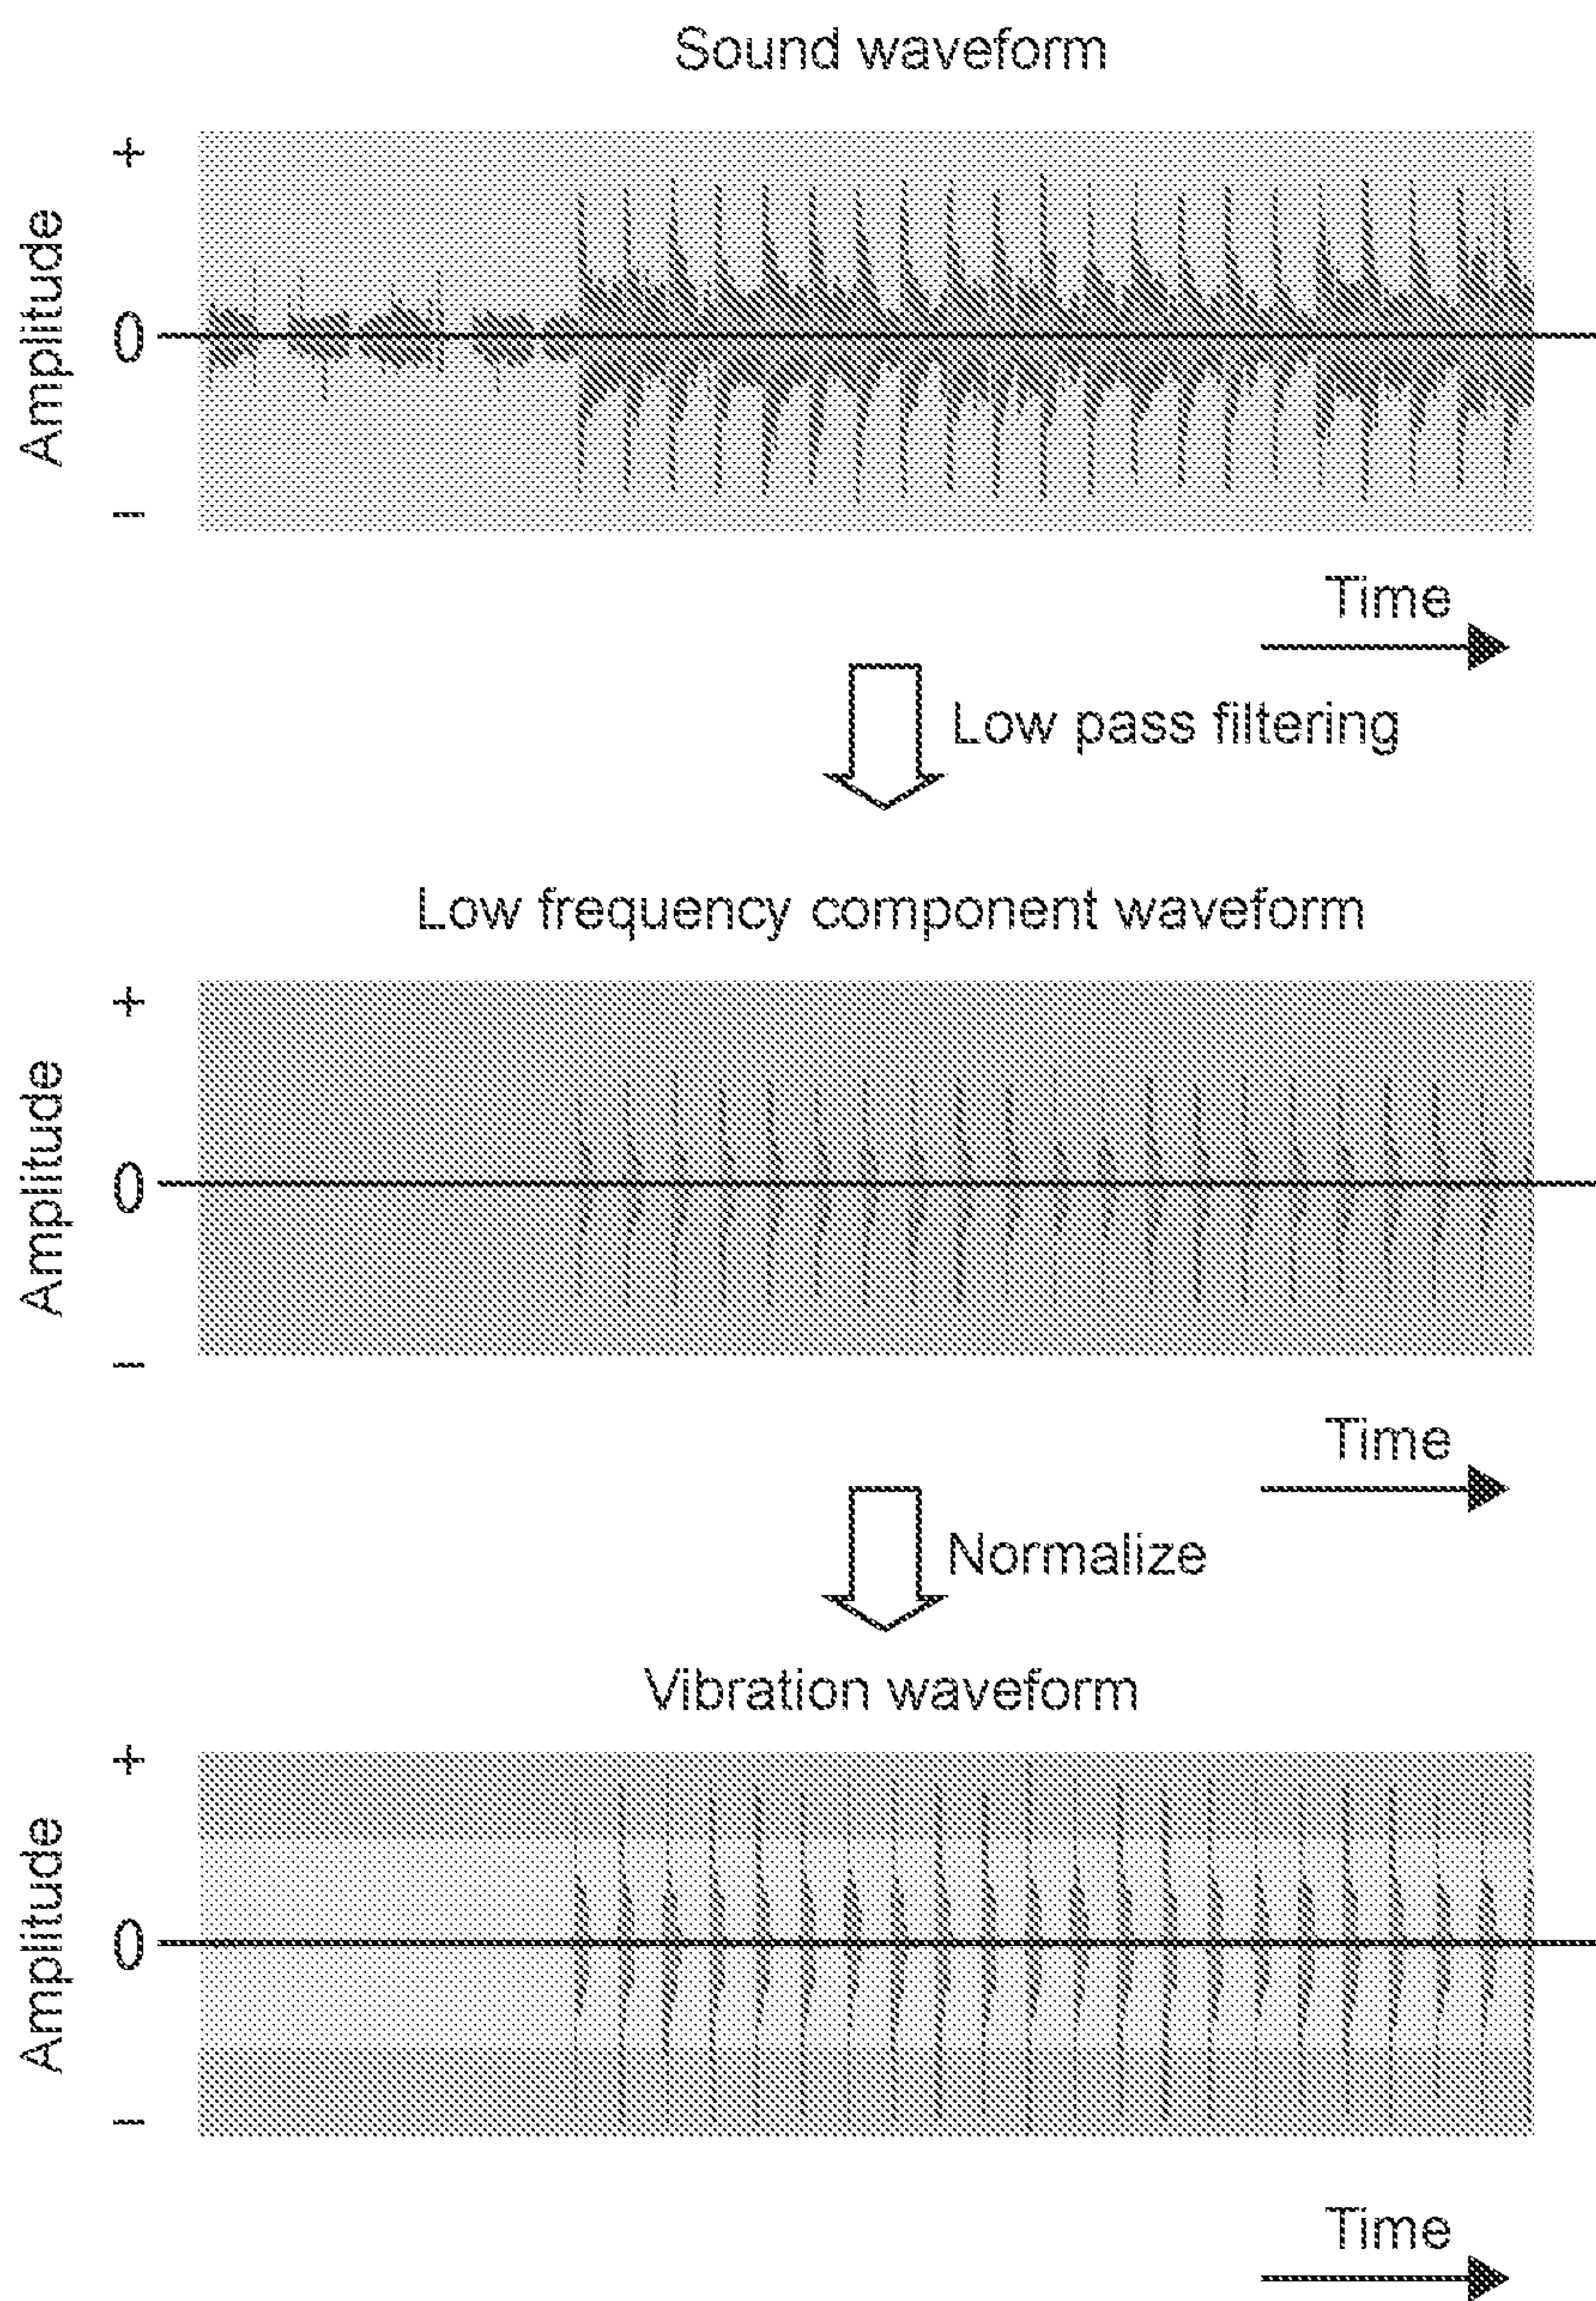 Sound waveform
+
Amplitude
0
−
Time
Low pass filtering
Low frequency component waveform
+
Amplitude
0
−
Time
Normalize
Vibration waveform
+
Amplitude
0
−
Time